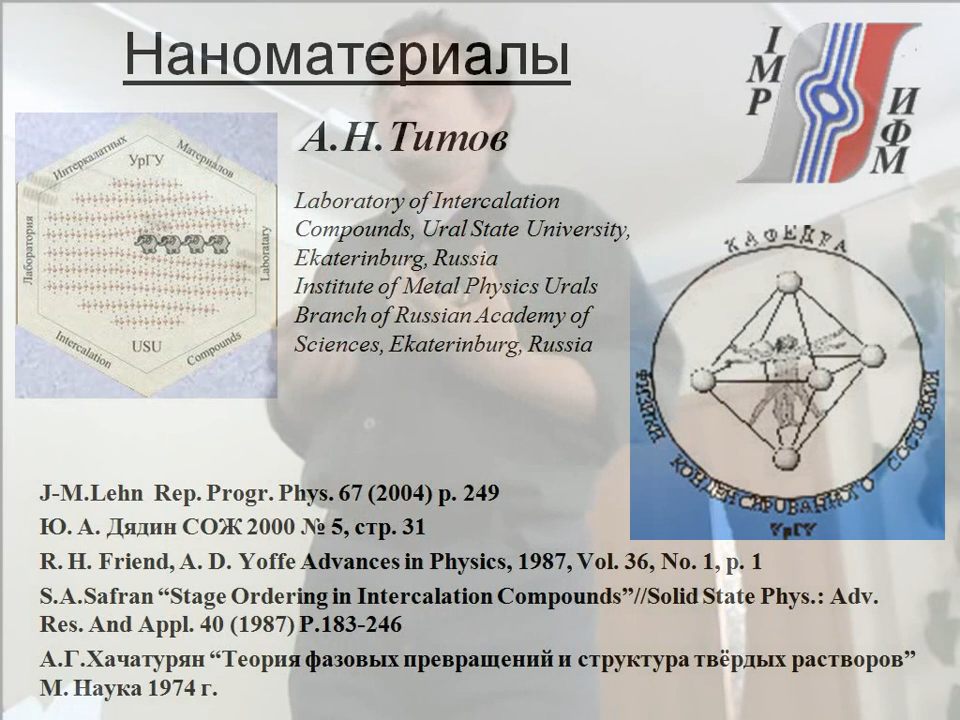 Наноматериалы
I
M
P
И
Ф
М
А.Н.Титов
Интеркалатных
Материалов
УрГУ
Лаборатория
Laboratary
Intercalation
USU
Compounds
Laboratory of Intercalation
Compounds, Ural State University,
Ekaterinburg, Russia
Institute of Metal Physics Urals
Branch of Russian Academy of
Sciences, Ekaterinburg, Russia
КАФЕДРА
ФИЗИКИ КОНДЕНСИРОВАННОГО СОСТОЯНИЯ
УрГУ
J-M.Lehn Rep. Progr. Phys. 67 (2004) p. 249
Ю. А. Дядин СОЖ 2000 № 5, стр. 31
R. H. Friend, A. D. Yoffe Advances in Physics, 1987, Vol. 36, No. 1, p. 1
S.A.Safran “Stage Ordering in Intercalation Compounds”//Solid State Phys.: Adv.
Res. And Appl. 40 (1987) P.183-246
А.Г.Хачатурян “Теория фазовых превращений и структура твёрдых растворов”
М. Наука 1974 г.